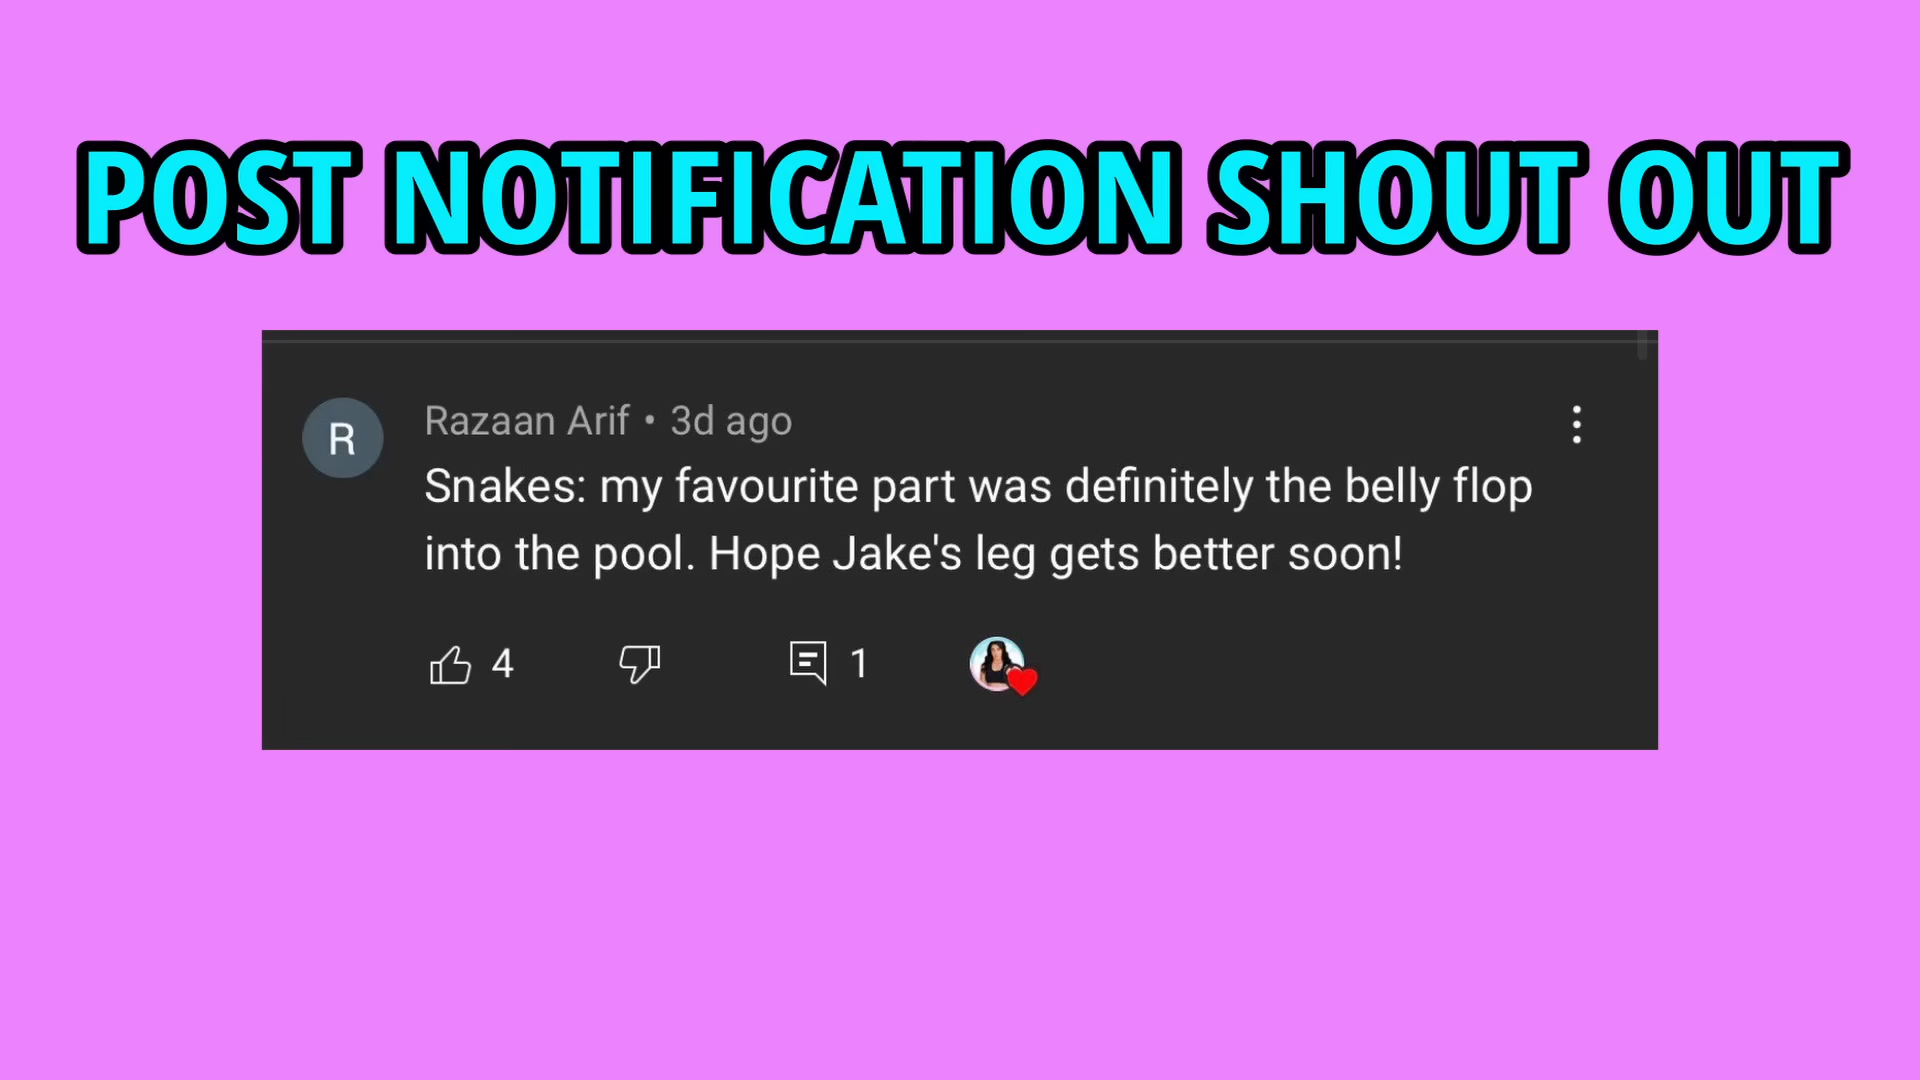 POST NOTIFICATION SHOUT OUT
R
Razaan Arif • 3d ago
Snakes: my favourite part was definitely the belly flop
into the pool. Hope Jake's leg gets better soon!
4
1